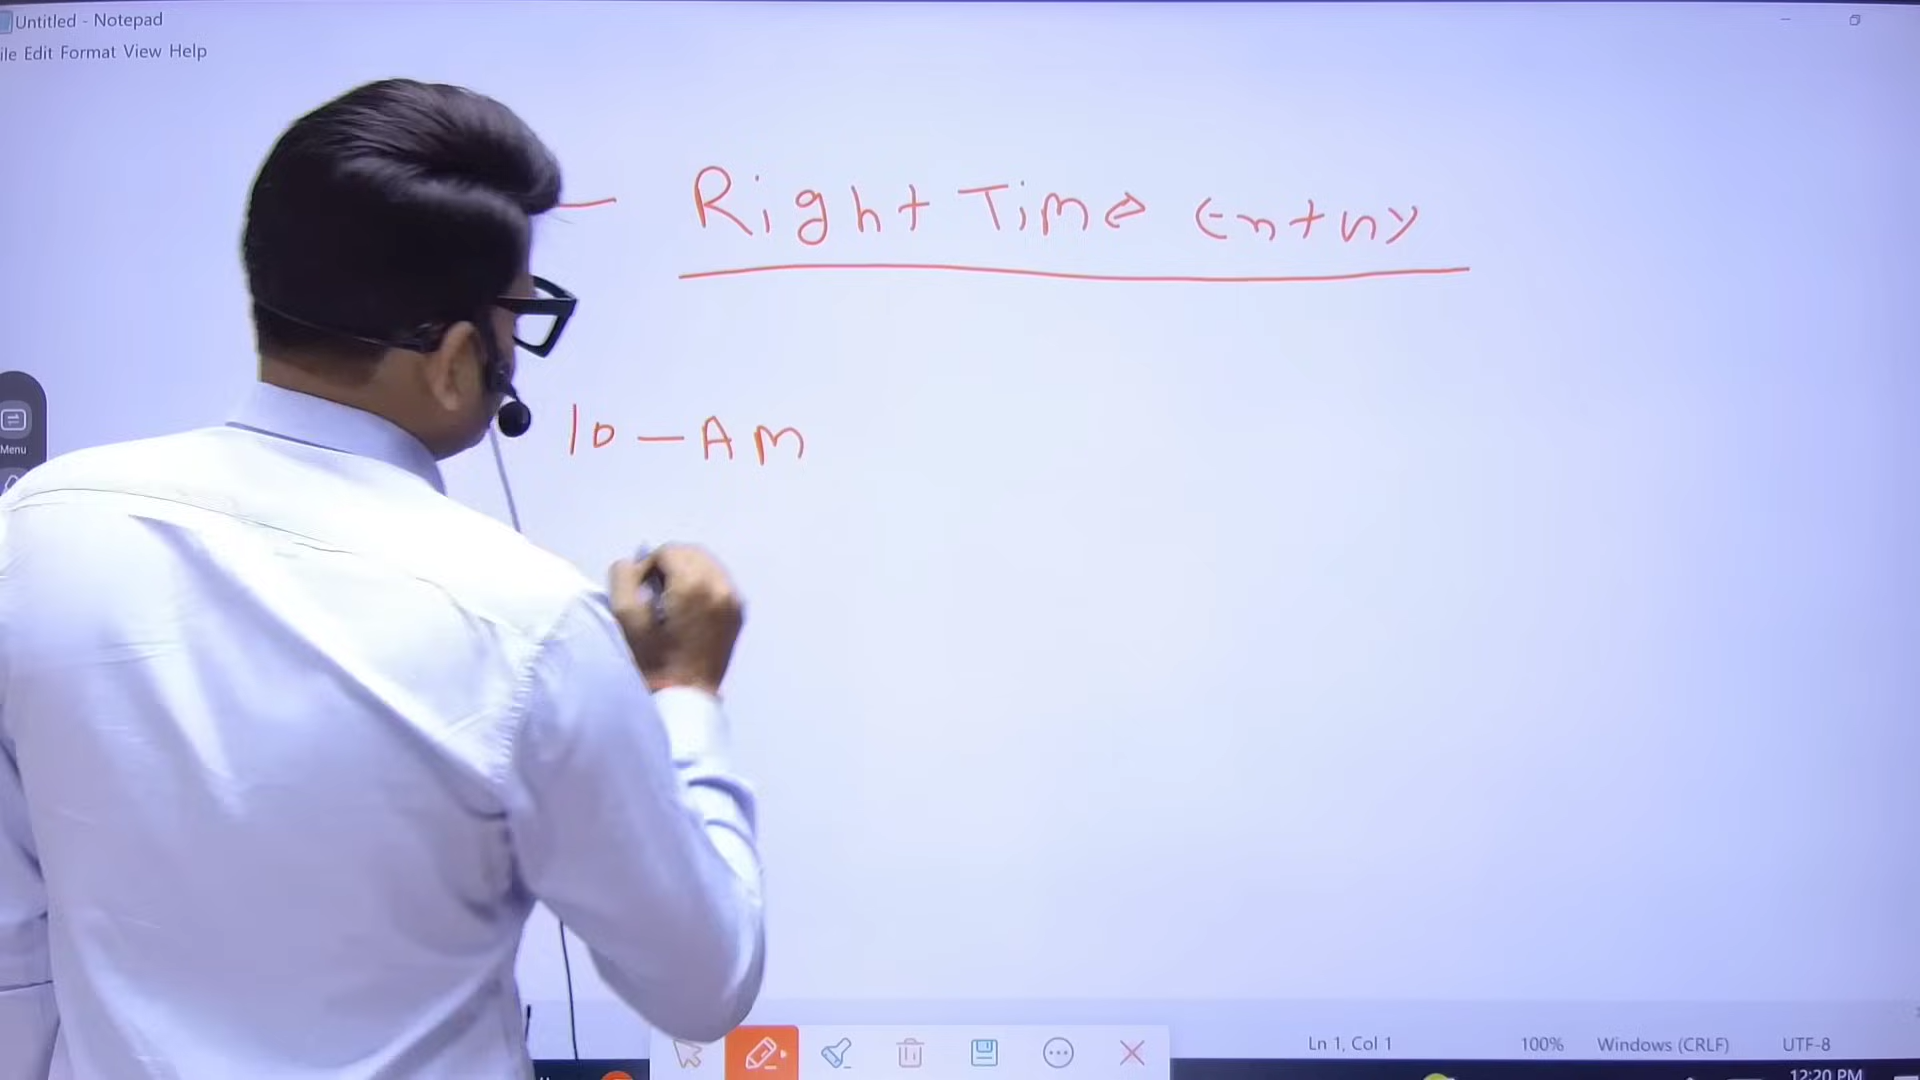 Untitled - Notepad
ile Edit Format View Help
— Right Time Entry
10 - AM
Menu
Ln 1, Col 1 100% Windows (CRLF) UTF-8
12:20 PM